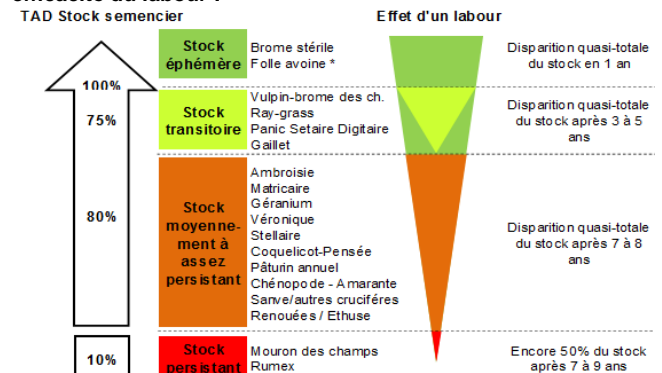 TAD Stock semencier
Effet d'un labour
100%
75%
80%
10%
Stock
éphémère
Brome stérile
Folle avoine *
Disparition quasi-totale
du stock en 1 an
Stock
transitoire
Vulpin-brome des ch.
Ray-grass
Panic Setaire Digitaire
Gaillet
Disparition quasi-totale
du stock après 3 à 5
ans
Stock
moyenne-
ment à
assez
persistant
Ambroisie
Matricaire
Géranium
Véronique
Stellaire
Coquelicot-Pensée
Pâturin annuel
Chénopode - Amarante
Sanve/autres crucifères
Renouées / Ethuse
Disparition quasi-totale
du stock après 7 à 8
ans
Stock
persistant
Mouron des champs
Rumex
Encore 50% du stock
après 7 à 9 ans